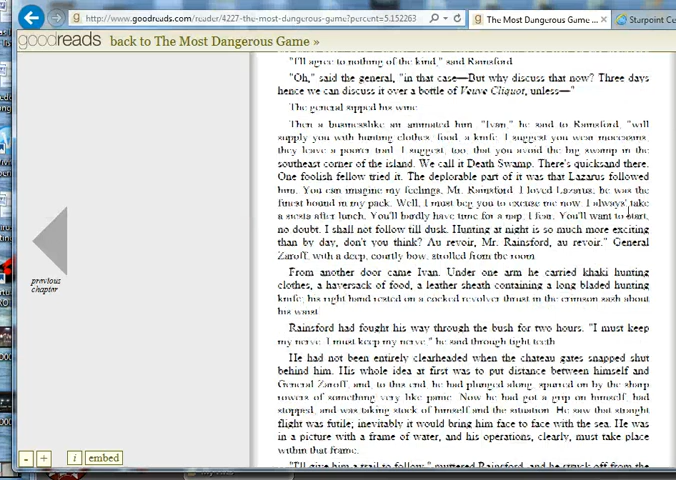 http://www.goodreads.com/reader/4227-the-most-dangerous-game?percent=5.152263
The Most Dangerous Game ...
Starpoint Ce
goodreads back to The Most Dangerous Game »
"I'll agree to nothing of the kind," said Rainsford.
"Oh," said the general, "in that case—But why discuss that now? Three days
hence we can discuss it over a bottle of Veuve Cliquot, unless—"
The general sipped his wine.
Then a businesslike air animated him. "Ivan," he said to Rainsford, "will
supply you with hunting clothes, food, a knife. I suggest you wear moccasins;
they leave a poorer trail. I suggest, too, that you avoid the big swamp in the
southeast corner of the island. We call it Death Swamp. There's quicksand there.
One foolish fellow tried it. The deplorable part of it was that Lazarus followed
him. You can imagine my feelings, Mr. Rainsford. I loved Lazarus; he was the
finest hound in my pack. Well, I must beg you to excuse me now. I always' take
a siesta after lunch. You'll hardly have time for a nap, I fear. You'll want to start,
no doubt. I shall not follow till dusk. Hunting at night is so much more exciting
than by day, don't you think? Au revoir, Mr. Rainsford, au revoir." General
Zaroff, with a deep, courtly bow, strolled from the room.
From another door came Ivan. Under one arm he carried khaki hunting
clothes, a haversack of food, a leather sheath containing a long bladed hunting
knife; his right hand rested on a cocked revolver thrust in the crimson sash about
his waist.
Rainsford had fought his way through the bush for two hours. "I must keep
my nerve. I must keep my nerve," he said through tight teeth.
He had not been entirely clearheaded when the chateau gates snapped shut
behind him. His whole idea at first was to put distance between himself and
General Zaroff; and, to this end, he had plunged along, spurred on by the sharp
rowers of something very like panic. Now he had got a grip on himself, had
stopped, and was taking stock of himself and the situation. He saw that straight
flight was futile; inevitably it would bring him face to face with the sea. He was
in a picture with a frame of water, and his operations, clearly, must take place
within that frame.
"I'll give him a trail to follow," muttered Rainsford, and he struck off from the
previous
chapter
- + i embed